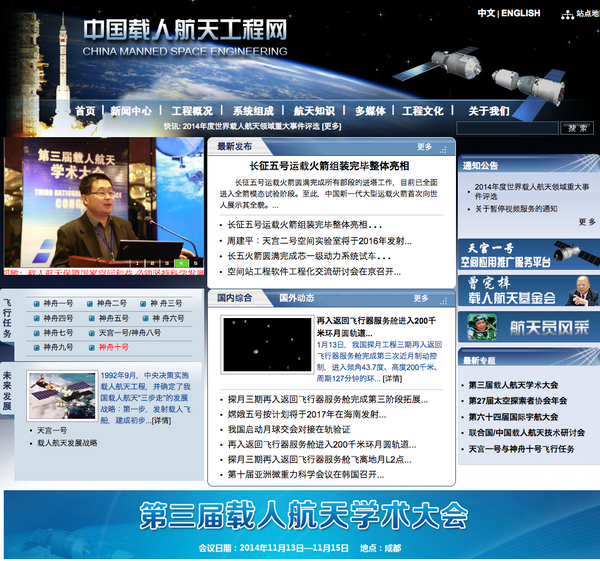 中文 | ENGLISH 站点地
中国载人航天工程网
CHINA MANNED SPACE ENGINEERING
首页 | 新闻中心 | 工程概况 | 系统组成 | 航天知识 | 多媒体 | 工程文化 | 关于我们
快讯: 2014年度世界载人航天领域重大事件评选 [更多]
搜 索
第三届载人航天
学术大会
THIRD NATIONAL
CONG
1 2 3 4 5
最新发布 更多
长征五号运载火箭组装完毕整体亮相
长征五号运载火箭圆满完成所有部段的进塔工作，目前已全面
进入全箭模态试验阶段。至此，中国新一代大型运载火箭首次向世
人展示其全貌。...
• 长征五号运载火箭组装完毕整体亮相...
• 周建平：天宫二号空间实验室将于2016年发射...
• 长五火箭圆满完成芯一级动力系统试车...
• 空间站工程软件工程化交流研讨会在京召开...
通知公告
• 2014年度世界载人航天领域重大事
件评选
• 关于暂停视频服务的通知
更 多
天宫一号
空间应用推广服务平台
曾宪梓
载人航天基金会
航天员风采
飞行任务
神舟一号 神舟二号 神 舟三号
神舟四号 神舟五号 神 舟六号
神舟七号 天宫一号/神舟八号
神舟九号 神舟十号
未来发展
1992年9月，中央决策实施
载人航天工程，并确定了我
国载人航天“三步走”的发展
战略：第一步，发射载人飞
船，建成初步...[详情]
• 天宫一号
• 载人航天发展战略
国内综合 国外动态 更多
再入返回飞行器服务舱进入200千
米环月圆轨道...
1月13日，我国探月工程三期再入返回
飞行器服务舱完成第三次近月制动控
制，进入倾角43.7度、高度200千米、
周期127分钟的环... [详情]
• 探月三期再入返回飞行器服务舱完成第三阶段拓展...
• 嫦娥五号按计划将于2017年在海南发射...
• 我国启动月球交会对接在轨验证
• 再入返回飞行器服务舱进入200千米环月圆轨道...
• 探月三期再入返回飞行器服务舱飞离地月L2点...
• 第十届亚洲微重力科学会议在韩国召开...
最新专题
• 第三届载人航天学术大会
• 第27届太空探索者协会年会
• 第六十四届国际宇航大会
• 联合国/中国载人航天技术研讨会
• 天宫一号与神舟十号飞行任务
第三届载人航天学术大会
会议日期：2014年11月13日—11月15日 地点：成都